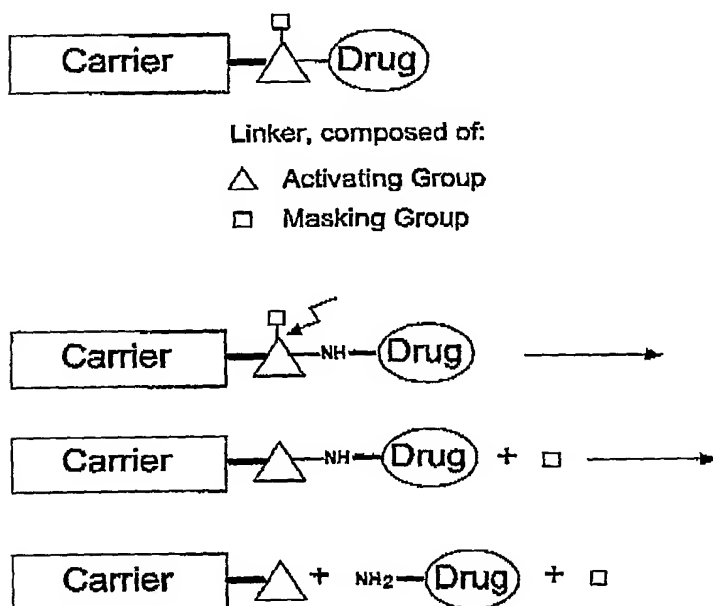 Carrier Drug
Linker, composed of:
Activating Group
Masking Group
Carrier NH Drug
Carrier NH Drug +
Carrier + NH2 Drug +